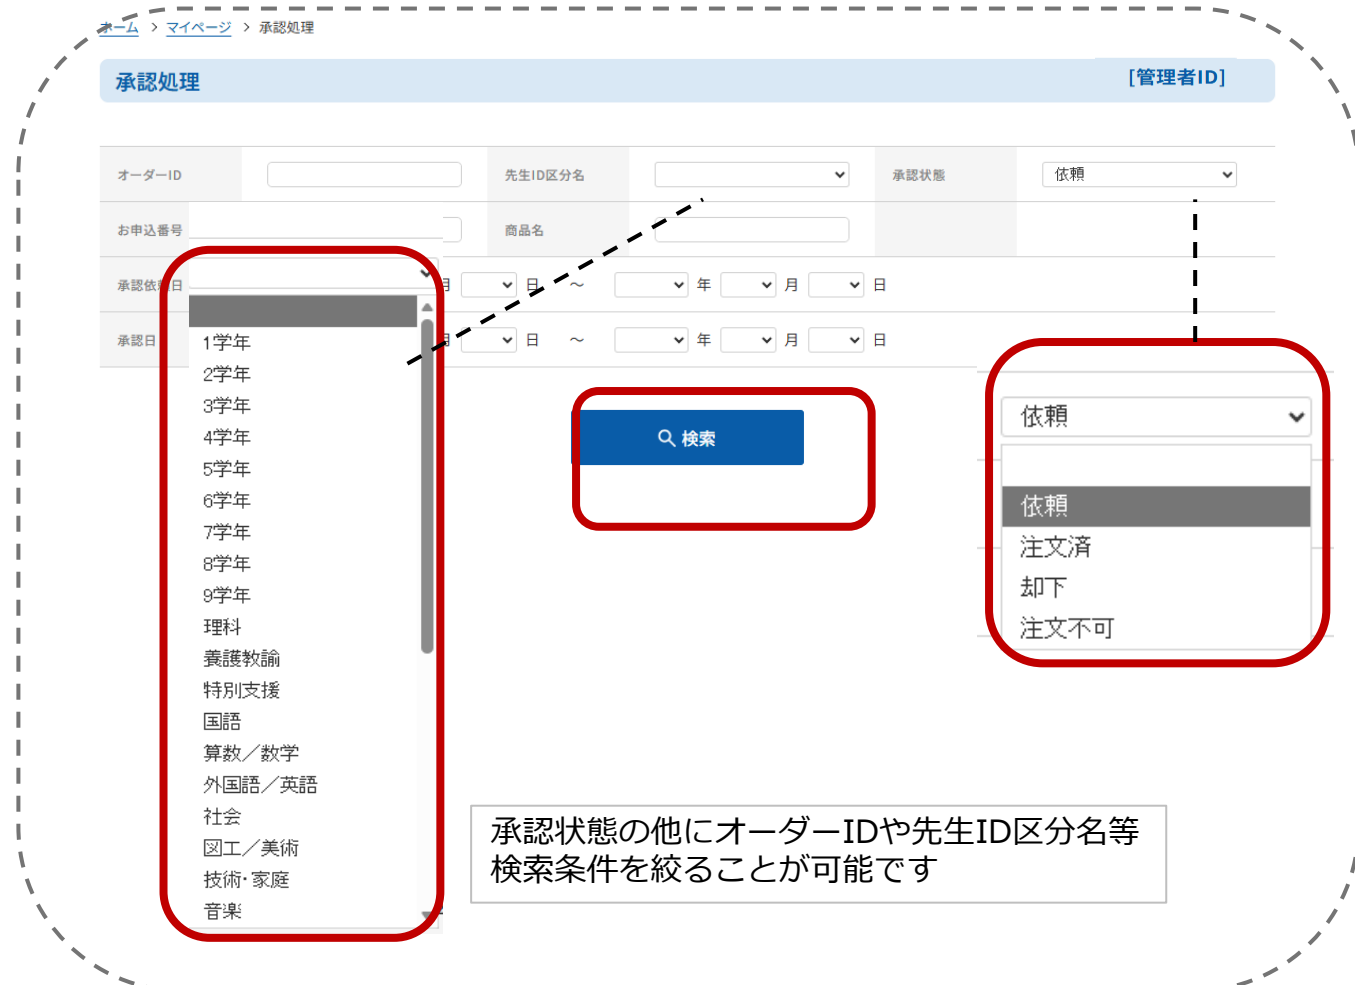 ホーム > マイページ > 承認処理
承認処理 [管理者ID]
オーダーID 先生ID区分名 承認状態 依頼
お申込番号 商品名
承認依頼日 月 日 ～ 年 月 日
承認日 月 日 ～ 年 月 日
1学年
2学年
3学年
4学年
5学年
6学年
7学年
8学年
9学年
理科
養護教諭
特別支援
国語
算数／数学
外国語／英語
社会
図工／美術
技術・家庭
音楽
検索
依頼
依頼
注文済
却下
注文不可
承認状態の他にオーダーIDや先生ID区分名等
検索条件を絞ることが可能です